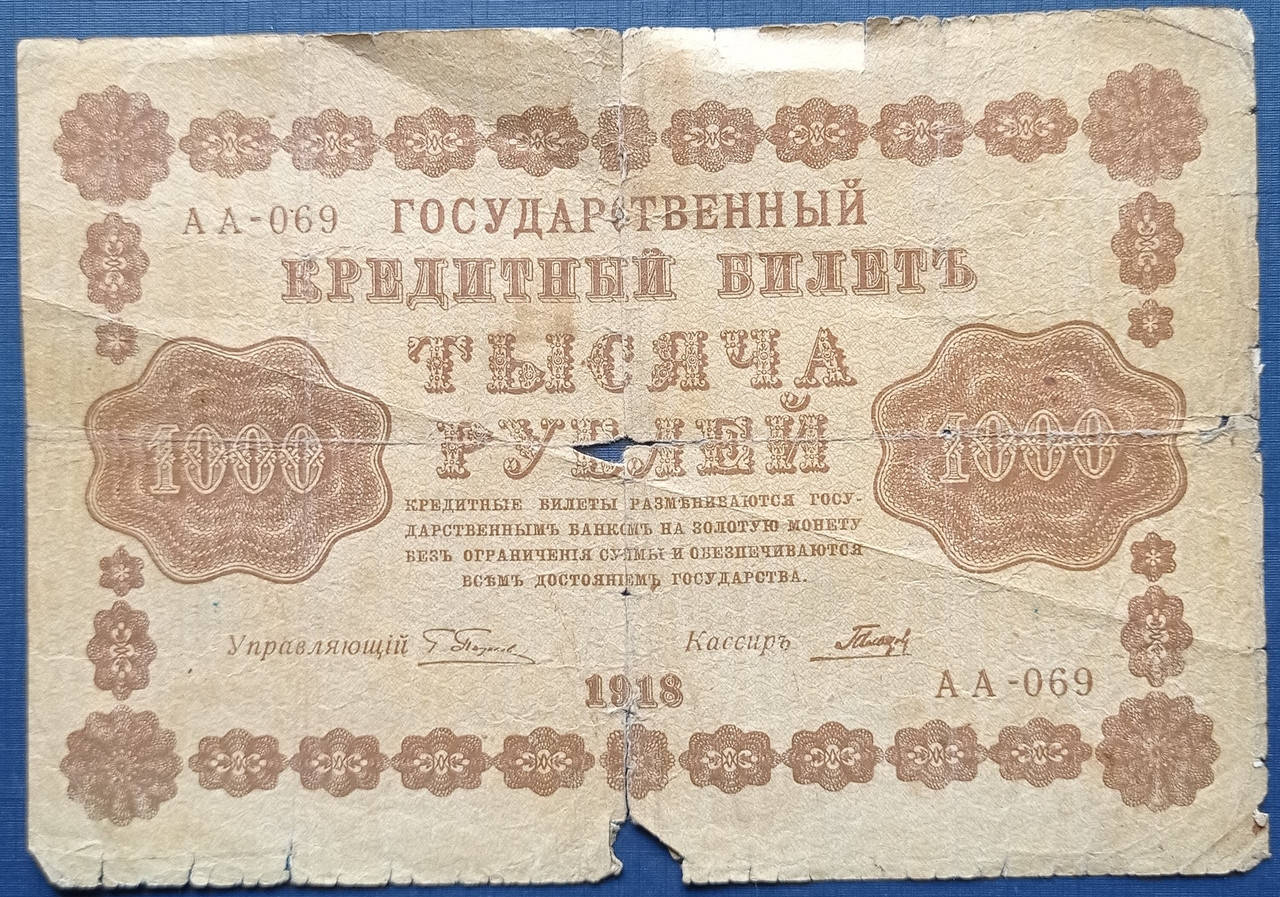 АА-069 ГОСУДАРСТВЕННЫЙ
КРЕДИТНЫЙ БИЛЕТЪ
ТЫСЯЧА
РУБЛЕЙ
1000 1000
КРЕДИТНЫЕ БИЛЕТЫ РАЗМѢНИВАЮТСЯ ГОСУ-
ДАРСТВЕННЫМЪ БАНКОМЪ НА ЗОЛОТУЮ МОНЕТУ
БЕЗЪ ОГРАНИЧЕНІЯ СУММЫ И ОБЕЗПЕЧИВАЮТСЯ
ВСѢМЪ ДОСТОЯНІЕМЪ ГОСУДАРСТВА.
Управляющій Кассиръ
1918
АА-069